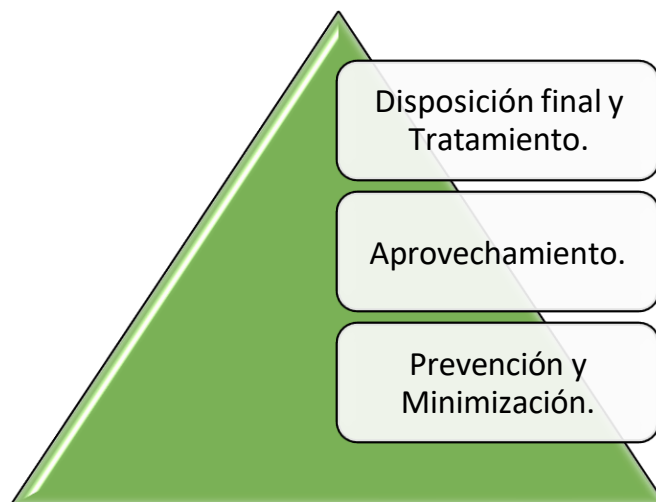 Disposición final y
Tratamiento.
Aprovechamiento.
Prevención y
Minimización.